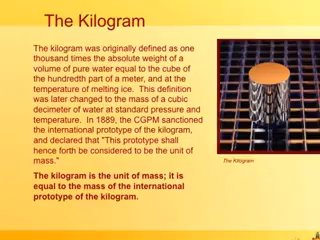 The Kilogram
The kilogram was originally defined as one
thousand times the absolute weight of a
volume of pure water equal to the cube of
the hundredth part of a meter, and at the
temperature of melting ice.  This definition
was later changed to the mass of a cubic
decimeter of water at standard pressure and
temperature.  In 1889, the CGPM sanctioned
the international prototype of the kilogram,
and declared that "This prototype shall
hence forth be considered to be the unit of
mass."
The kilogram is the unit of mass; it is
equal to the mass of the international
prototype of the kilogram.
The Kilogram